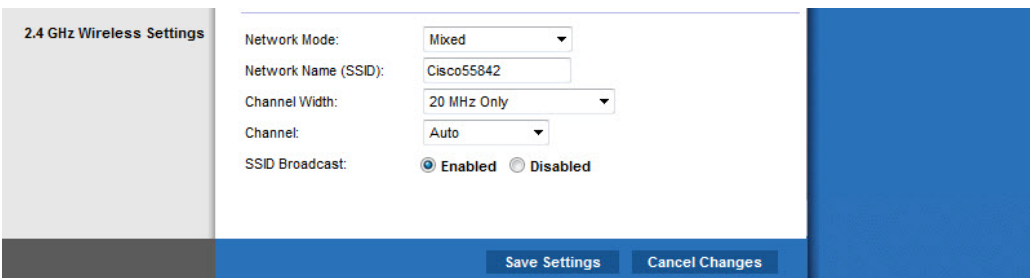 2.4 GHz Wireless Settings
Network Mode: Mixed
Network Name (SSID): Cisco55842
Channel Width: 20 MHz Only
Channel: Auto
SSID Broadcast: Enabled Disabled
Save Settings Cancel Changes